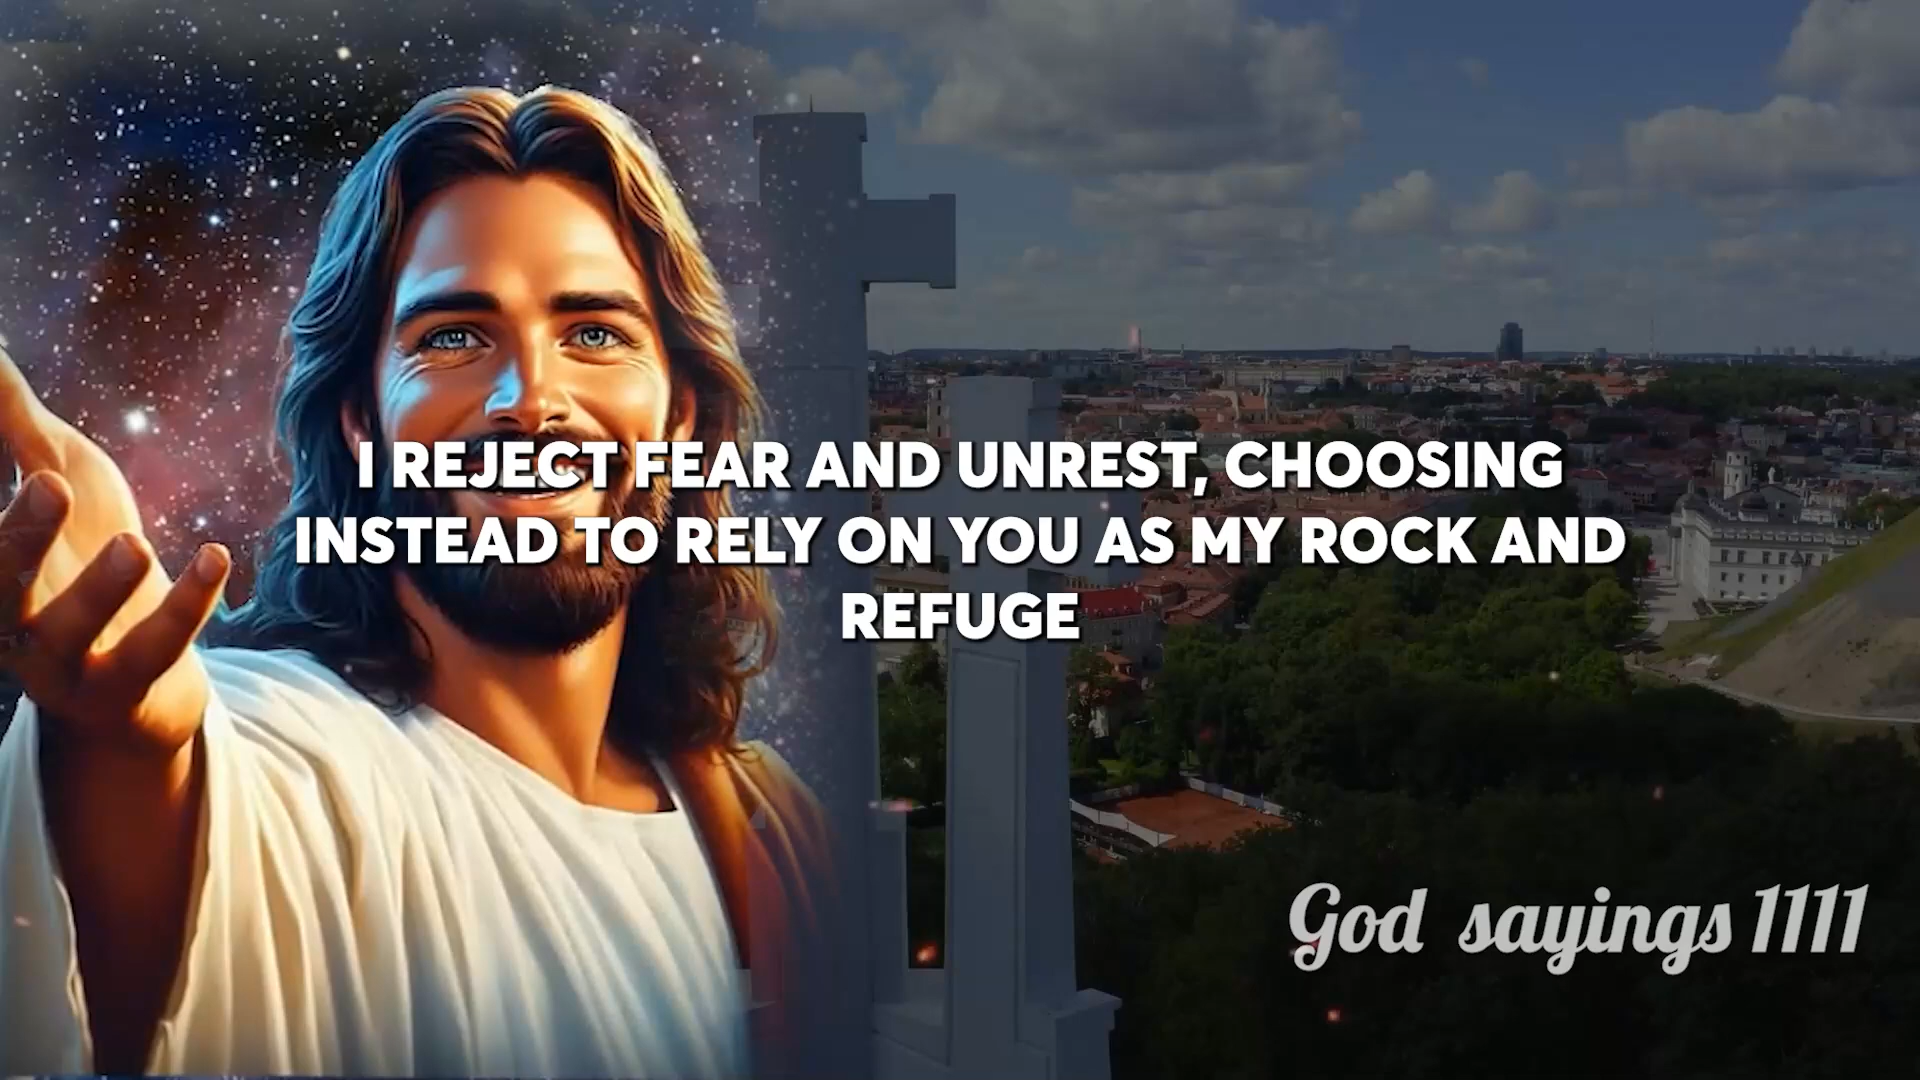 I REJECT FEAR AND UNREST, CHOOSING
INSTEAD TO RELY ON YOU AS MY ROCK AND
REFUGE
God sayings 1111